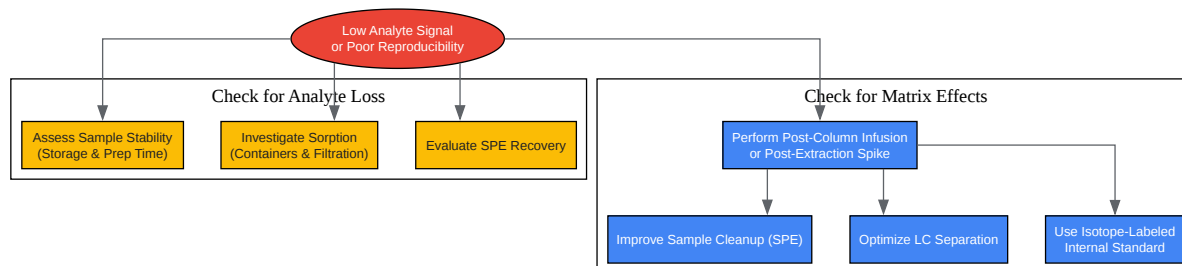 Low Analyte Signal
or Poor Reproducibility
Check for Analyte Loss
Assess Sample Stability
(Storage & Prep Time)
Investigate Sorption
(Containers & Filtration)
Evaluate SPE Recovery
Check for Matrix Effects
Perform Post-Column Infusion
or Post-Extraction Spike
Improve Sample Cleanup (SPE)
Optimize LC Separation
Use Isotope-Labeled
Internal Standard